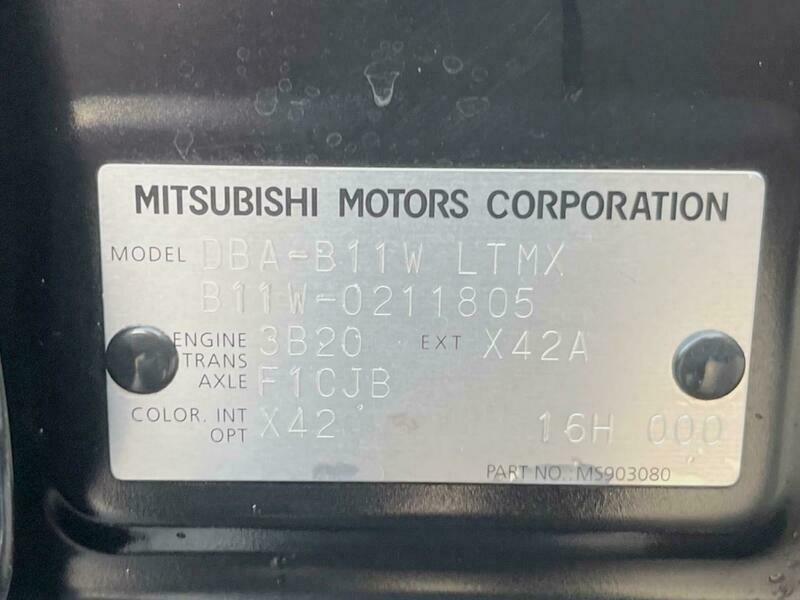 MITSUBISHI MOTORS CORPORATION
MODEL DBA-B11W LTMX
B11W-0211805
ENGINE 3B20 EXT X42A
TRANS
AXLE F1CJB
COLOR. INT X42
OPT 16H 000
PART NO. MS903080